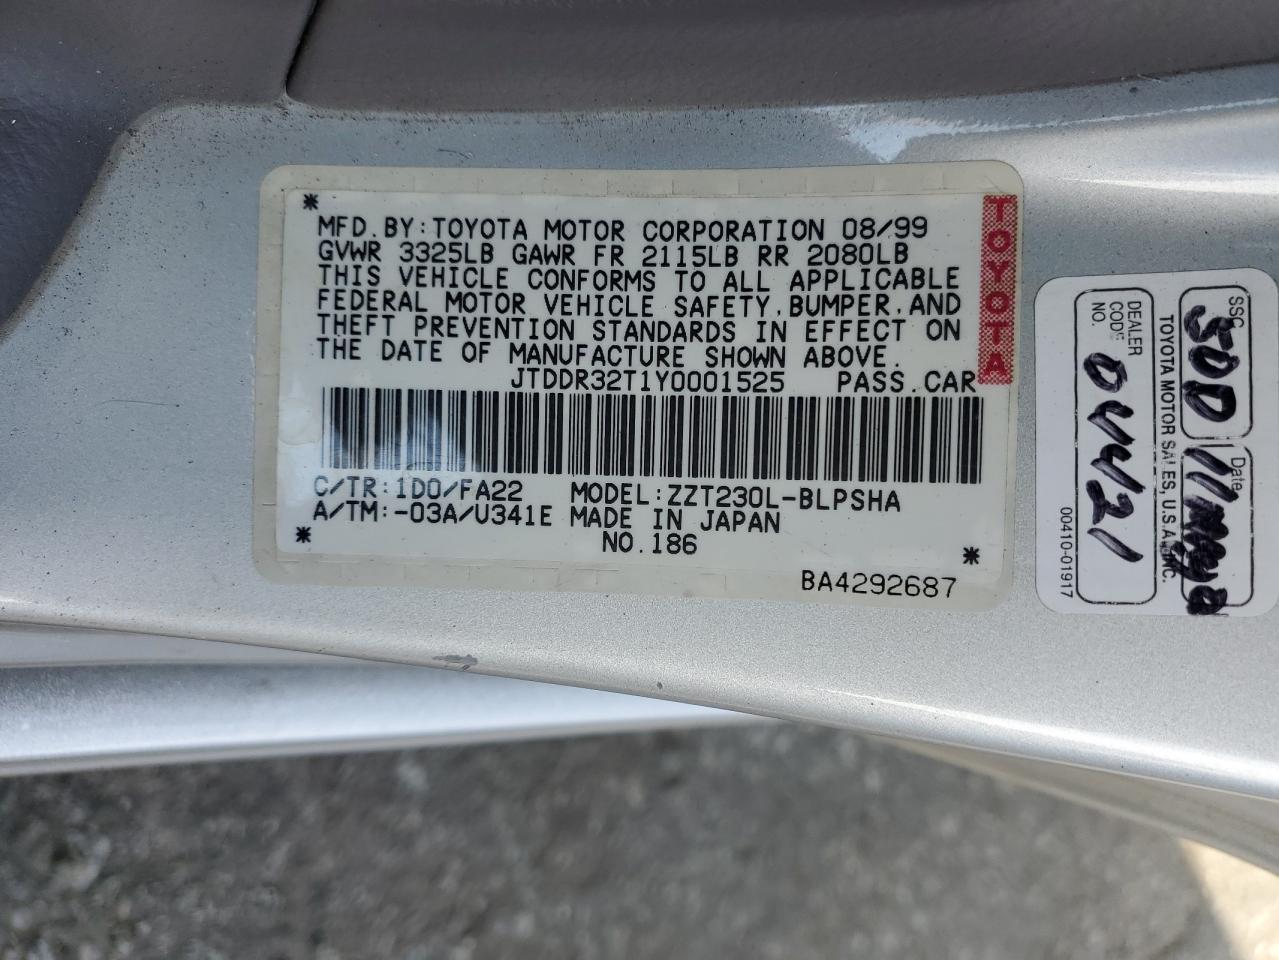 MFD.BY:TOYOTA MOTOR CORPORATION 08/99
GVWR 3325LB GAWR FR 2115LB RR 2080LB
THIS VEHICLE CONFORMS TO ALL APPLICABLE
FEDERAL MOTOR VEHICLE SAFETY,BUMPER,AND
THEFT PREVENTION STANDARDS IN EFFECT ON
THE DATE OF MANUFACTURE SHOWN ABOVE.
JTDDR32T1Y0001525 PASS.CAR
TOYOTA
C/TR:1D0/FA22 MODEL:ZZT230L-BLPSHA
A/TM:-03A/U341E MADE IN JAPAN
NO.186
BA4292687
SSC
50D
Date
TOYOTA MOTOR SALES, U.S.A., INC.
DEALER
CODE
NO.
04421
00410-01917